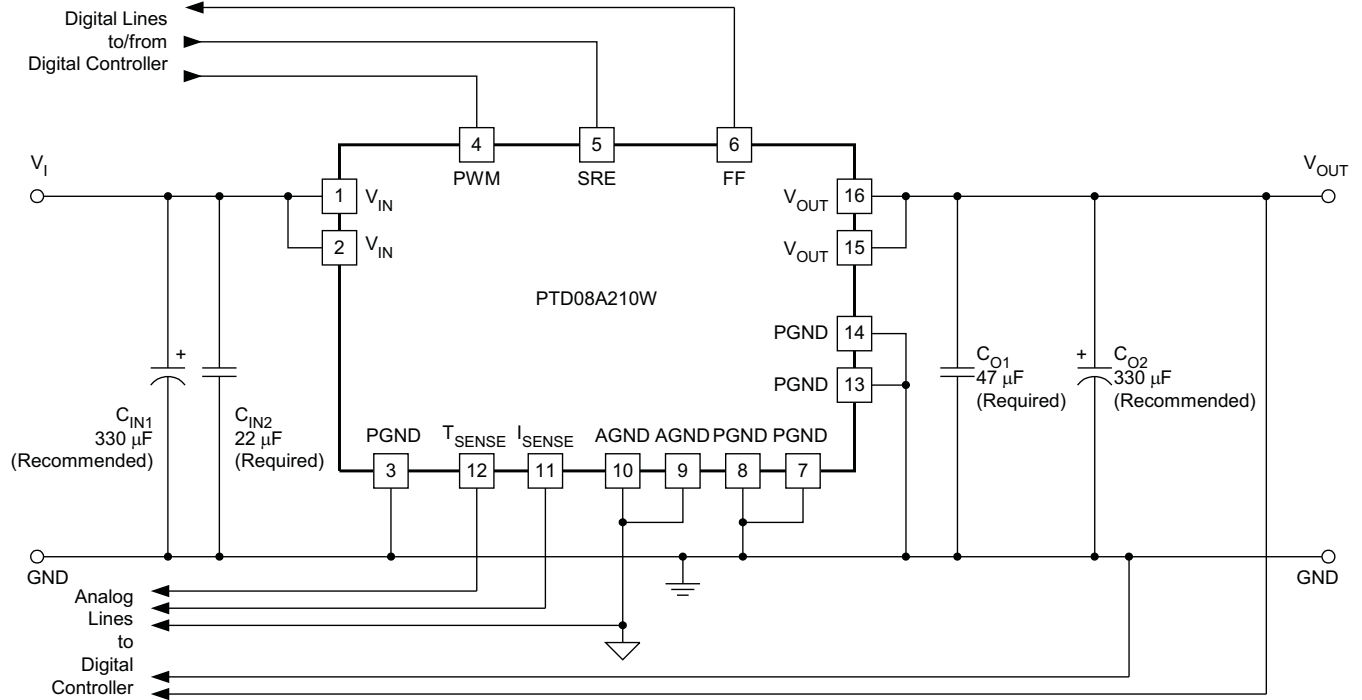 Digital Lines
to/from
Digital Controller
4
5
6
PWM
SRE
FF
V_I
V_OUT
1
V_IN
V_OUT
16
2
V_IN
V_OUT
15
PTD08A210W
PGND
14
PGND
13
C_IN1
330 μF
(Recommended)
C_IN2
22 μF
(Required)
+
C_O1
47 μF
(Required)
+
C_O2
330 μF
(Recommended)
PGND
T_SENSE
I_SENSE
AGND
AGND
PGND
PGND
3
12
11
10
9
8
7
GND
GND
Analog
Lines
to
Digital
Controller